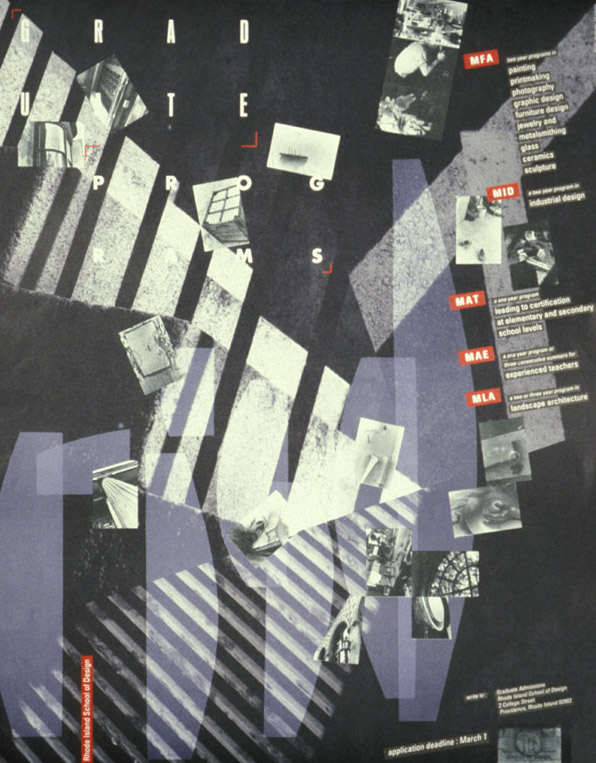 G R A D
U T E
P R O G
R M S
MFA
two year programs in
painting
printmaking
photography
graphic design
furniture design
jewelry and
metalsmithing
glass
ceramics
sculpture
MID
a two year program in
industrial design
MAT
a one year program
leading to certification
at elementary and secondary
school levels
MAE
a one year program or
three consecutive summers for
experienced teachers
MLA
a two or three year program in
landscape architecture
Rhode Island School of Design
write to:
Graduate Admissions
Rhode Island School of Design
2 College Street
Providence, Rhode Island 02903
application deadline : March 1